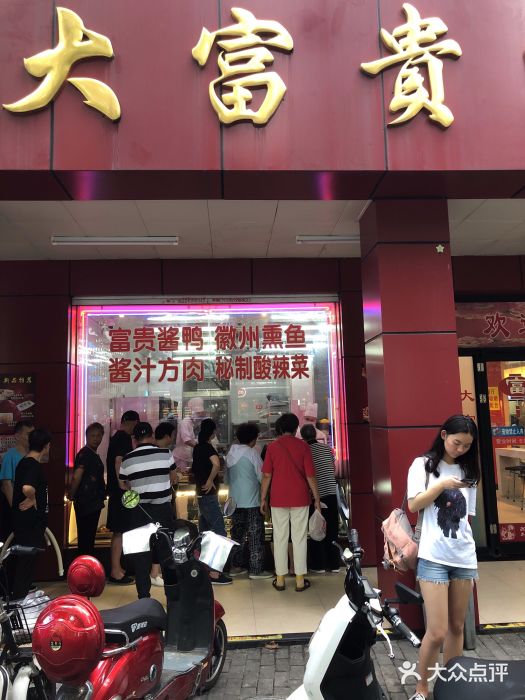 大富貴
富贵酱鸭 徽州熏鱼
酱汁方肉 秘制酸辣菜
欢
大众点评